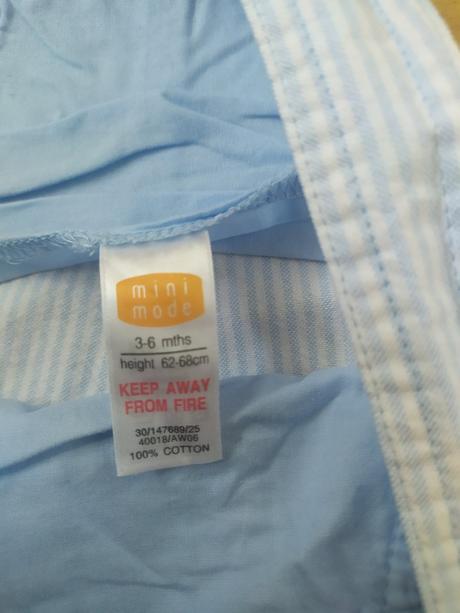 mini
mode
3-6 mths
height 62-68cm
KEEP AWAY
FROM FIRE
30/147689/25
40018/AW06
100% COTTON